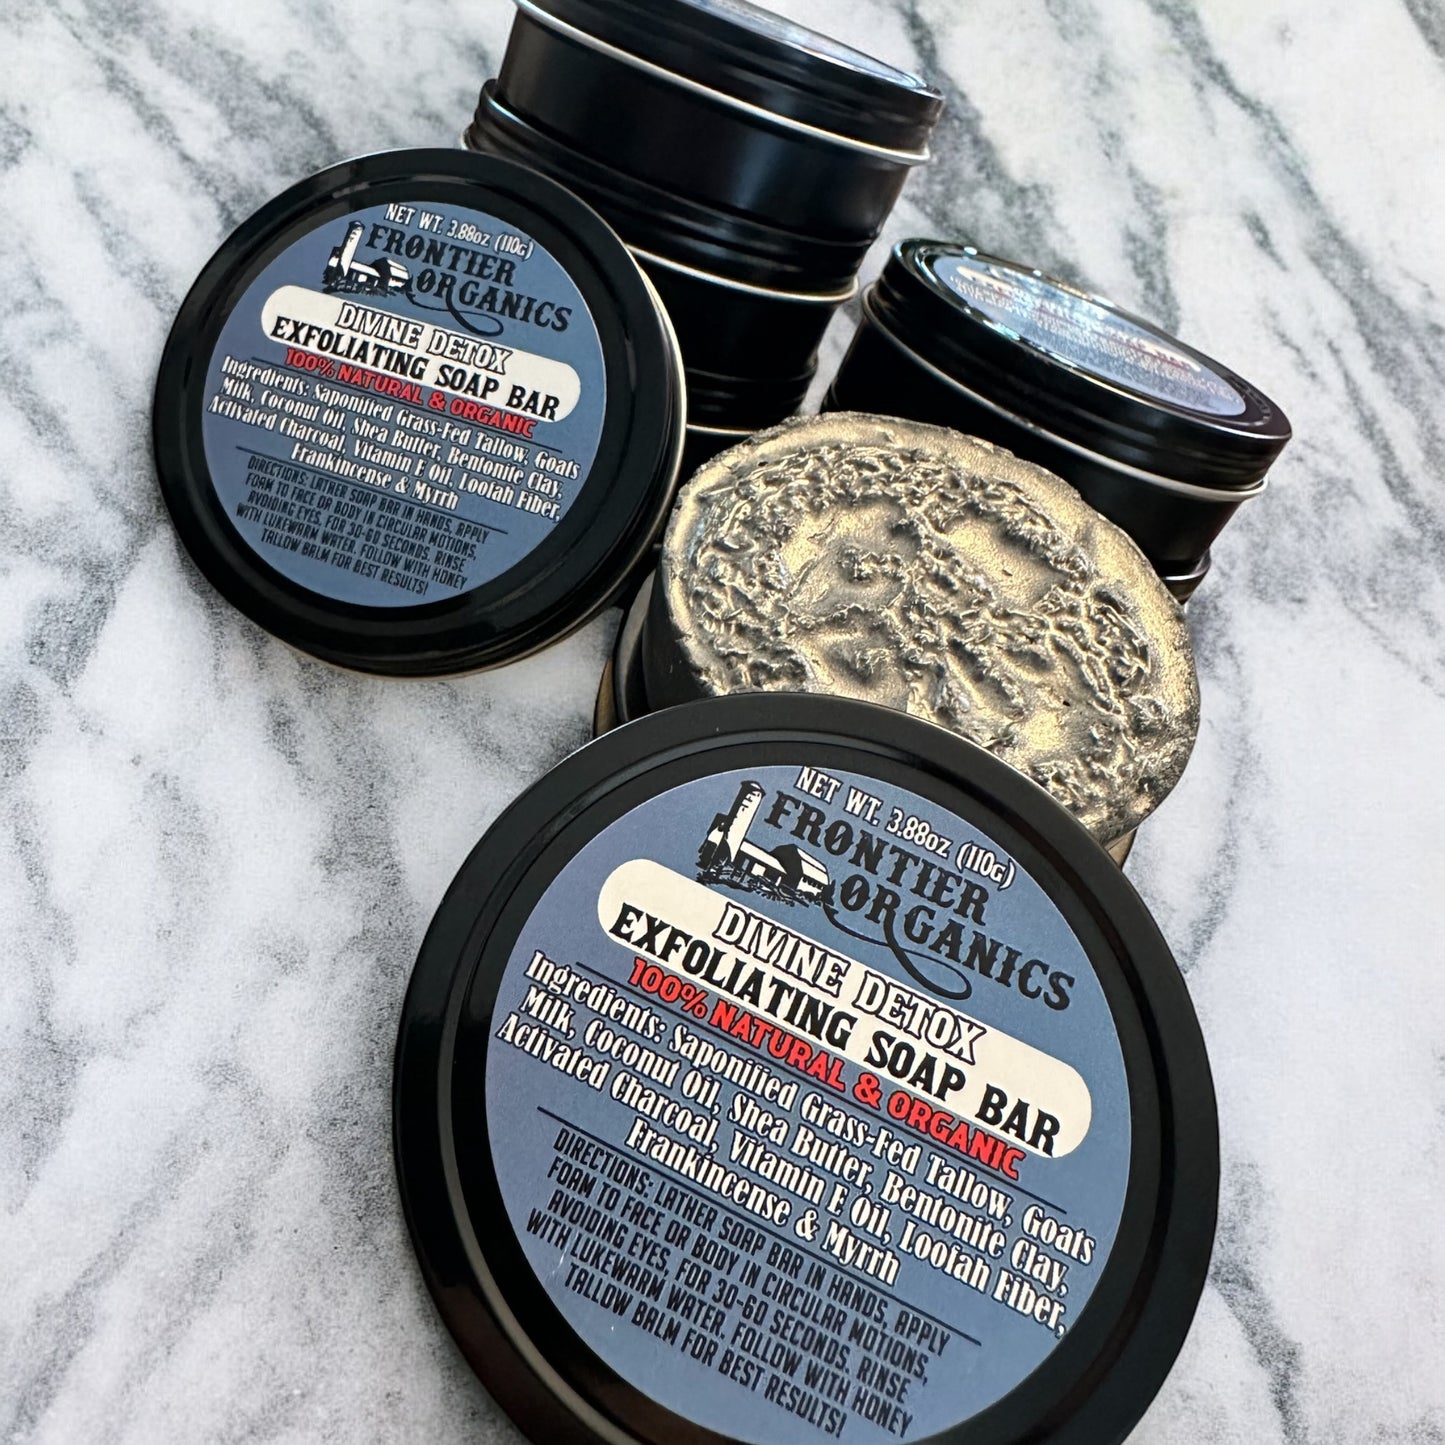 NET WT. 3.88oz (110g)
FRONTIER
ORGANICS
DIVINE DETOX
EXFOLIATING SOAP BAR
100% NATURAL & ORGANIC
Ingredients: Saponified Grass-Fed Tallow, Goats
Milk, Coconut Oil, Shea Butter, Bentonite Clay,
Activated Charcoal, Vitamin E Oil, Loofah Fiber,
Frankincense & Myrrh
DIRECTIONS: LATHER SOAP BAR IN HANDS, APPLY
FOAM TO FACE OR BODY IN CIRCULAR MOTIONS,
AVOIDING EYES, FOR 30-60 SECONDS. RINSE
WITH LUKEWARM WATER, FOLLOW WITH HONEY
TALLOW BALM FOR BEST RESULTS!
NET WT. 3.88oz (110g)
FRONTIER
ORGANICS
DIVINE DETOX
EXFOLIATING SOAP BAR
100% NATURAL & ORGANIC
Ingredients: Saponified Grass-Fed Tallow, Goats
Milk, Coconut Oil, Shea Butter, Bentonite Clay,
Activated Charcoal, Vitamin E Oil, Loofah Fiber,
Frankincense & Myrrh
DIRECTIONS: LATHER SOAP BAR IN HANDS, APPLY
FOAM TO FACE OR BODY IN CIRCULAR MOTIONS,
AVOIDING EYES, FOR 30-60 SECONDS. RINSE
WITH LUKEWARM WATER, FOLLOW WITH HONEY
TALLOW BALM FOR BEST RESULTS!